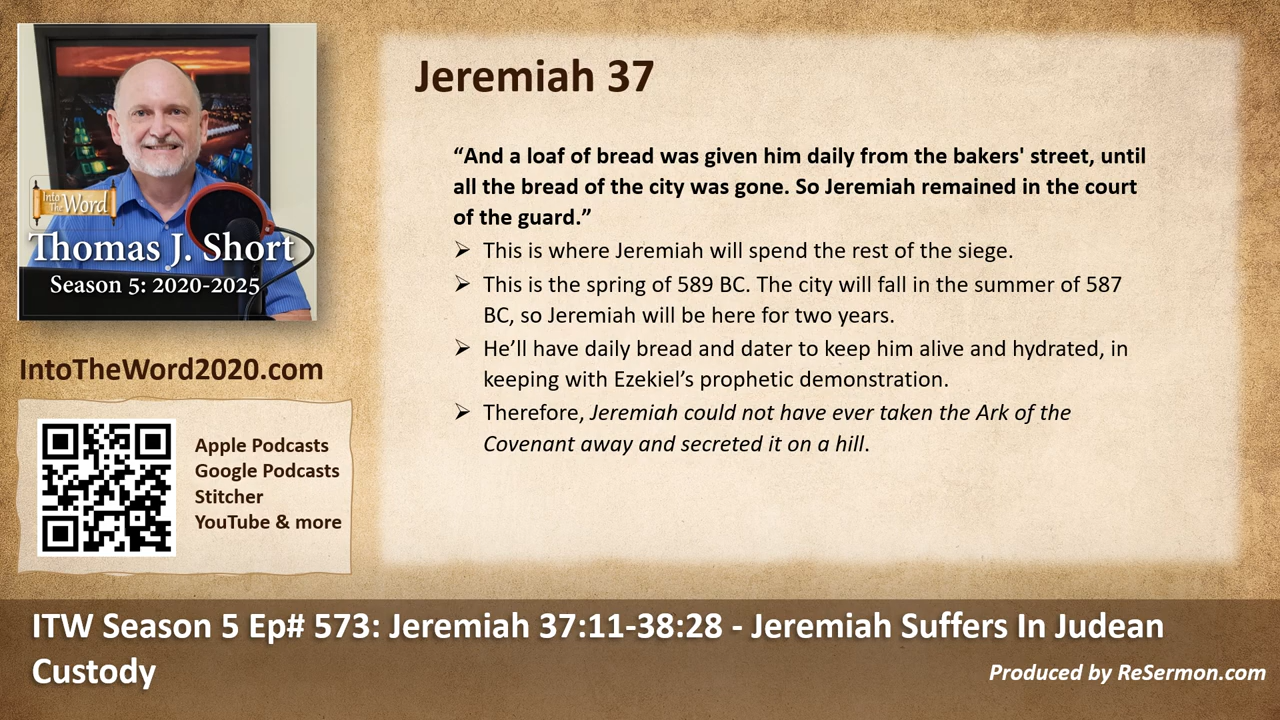 Into
The Word
Thomas J. Short
Season 5: 2020-2025
IntoTheWord2020.com
Apple Podcasts
Google Podcasts
Stitcher
YouTube & more
Jeremiah 37
“And a loaf of bread was given him daily from the bakers' street, until
all the bread of the city was gone. So Jeremiah remained in the court
of the guard.”
➢ This is where Jeremiah will spend the rest of the siege.
➢ This is the spring of 589 BC. The city will fall in the summer of 587
BC, so Jeremiah will be here for two years.
➢ He’ll have daily bread and dater to keep him alive and hydrated, in
keeping with Ezekiel’s prophetic demonstration.
➢ Therefore, Jeremiah could not have ever taken the Ark of the
Covenant away and secreted it on a hill.
ITW Season 5 Ep# 573: Jeremiah 37:11-38:28 - Jeremiah Suffers In Judean
Custody
Produced by ReSermon.com